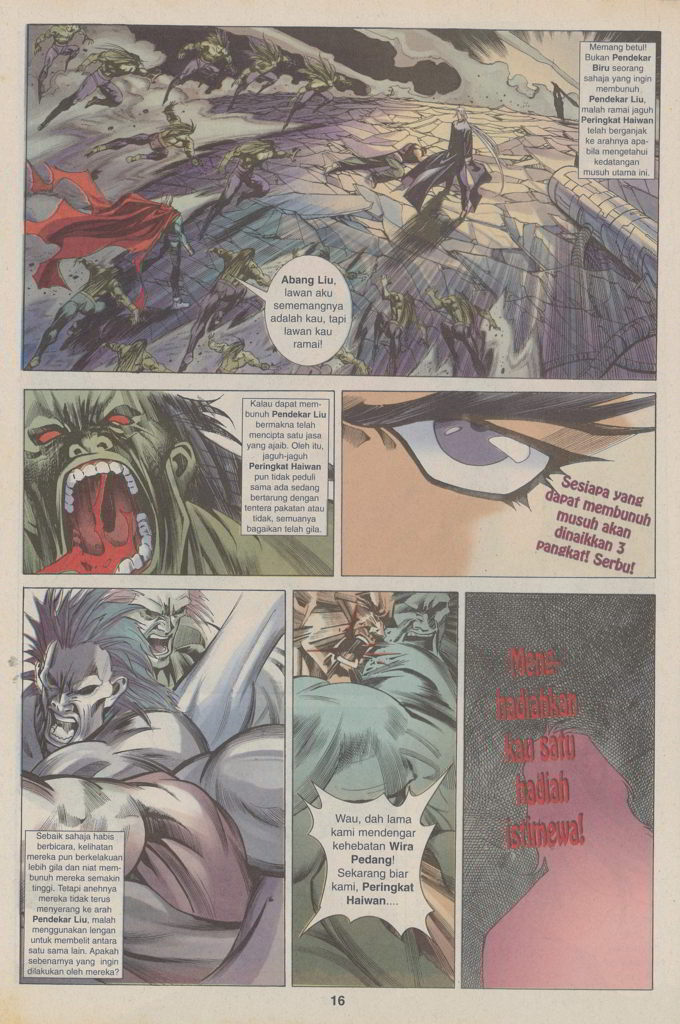 Memang betul!
Bukan Pendekar
Biru seorang
sahaja yang ingin
membunuh
Pendekar Liu,
malah ramai jaguh
Peringkat Haiwan
telah berganjak
ke arahnya apa-
bila mengetahui
kedatangan
musuh utama ini.
Abang Liu,
lawan aku
sememangnya
adalah kau, tapi
lawan kau
ramai!
Kalau dapat mem-
bunuh Pendekar Liu
bermakna telah
mencipta satu jasa
yang ajaib. Oleh itu,
jaguh-jaguh
Peringkat Haiwan
pun tidak peduli
sama ada sedang
bertarung dengan
tentera pakatan atau
tidak, semuanya
bagaikan telah gila.
Sesiapa yang
dapat membunuh
musuh akan
dinaikkan 3
pangkat! Serbu!
Sebaik sahaja habis
berbicara, kelihatan
mereka pun berkelakuan
lebih gila dan niat mem-
bunuh mereka semakin
tinggi. Tetapi anehnya
mereka tidak terus
menyerang ke arah
Pendekar Liu, malah
menggunakan lengan
untuk membelit antara
satu sama lain. Apakah
sebenarnya yang ingin
dilakukan oleh mereka?
Wau, dah lama
kami mendengar
kehebatan Wira
Pedang!
Sekarang biar
kami, Peringkat
Haiwan....
Meng-
hadiahkan
kan satu
hadiah
istimewa!
16